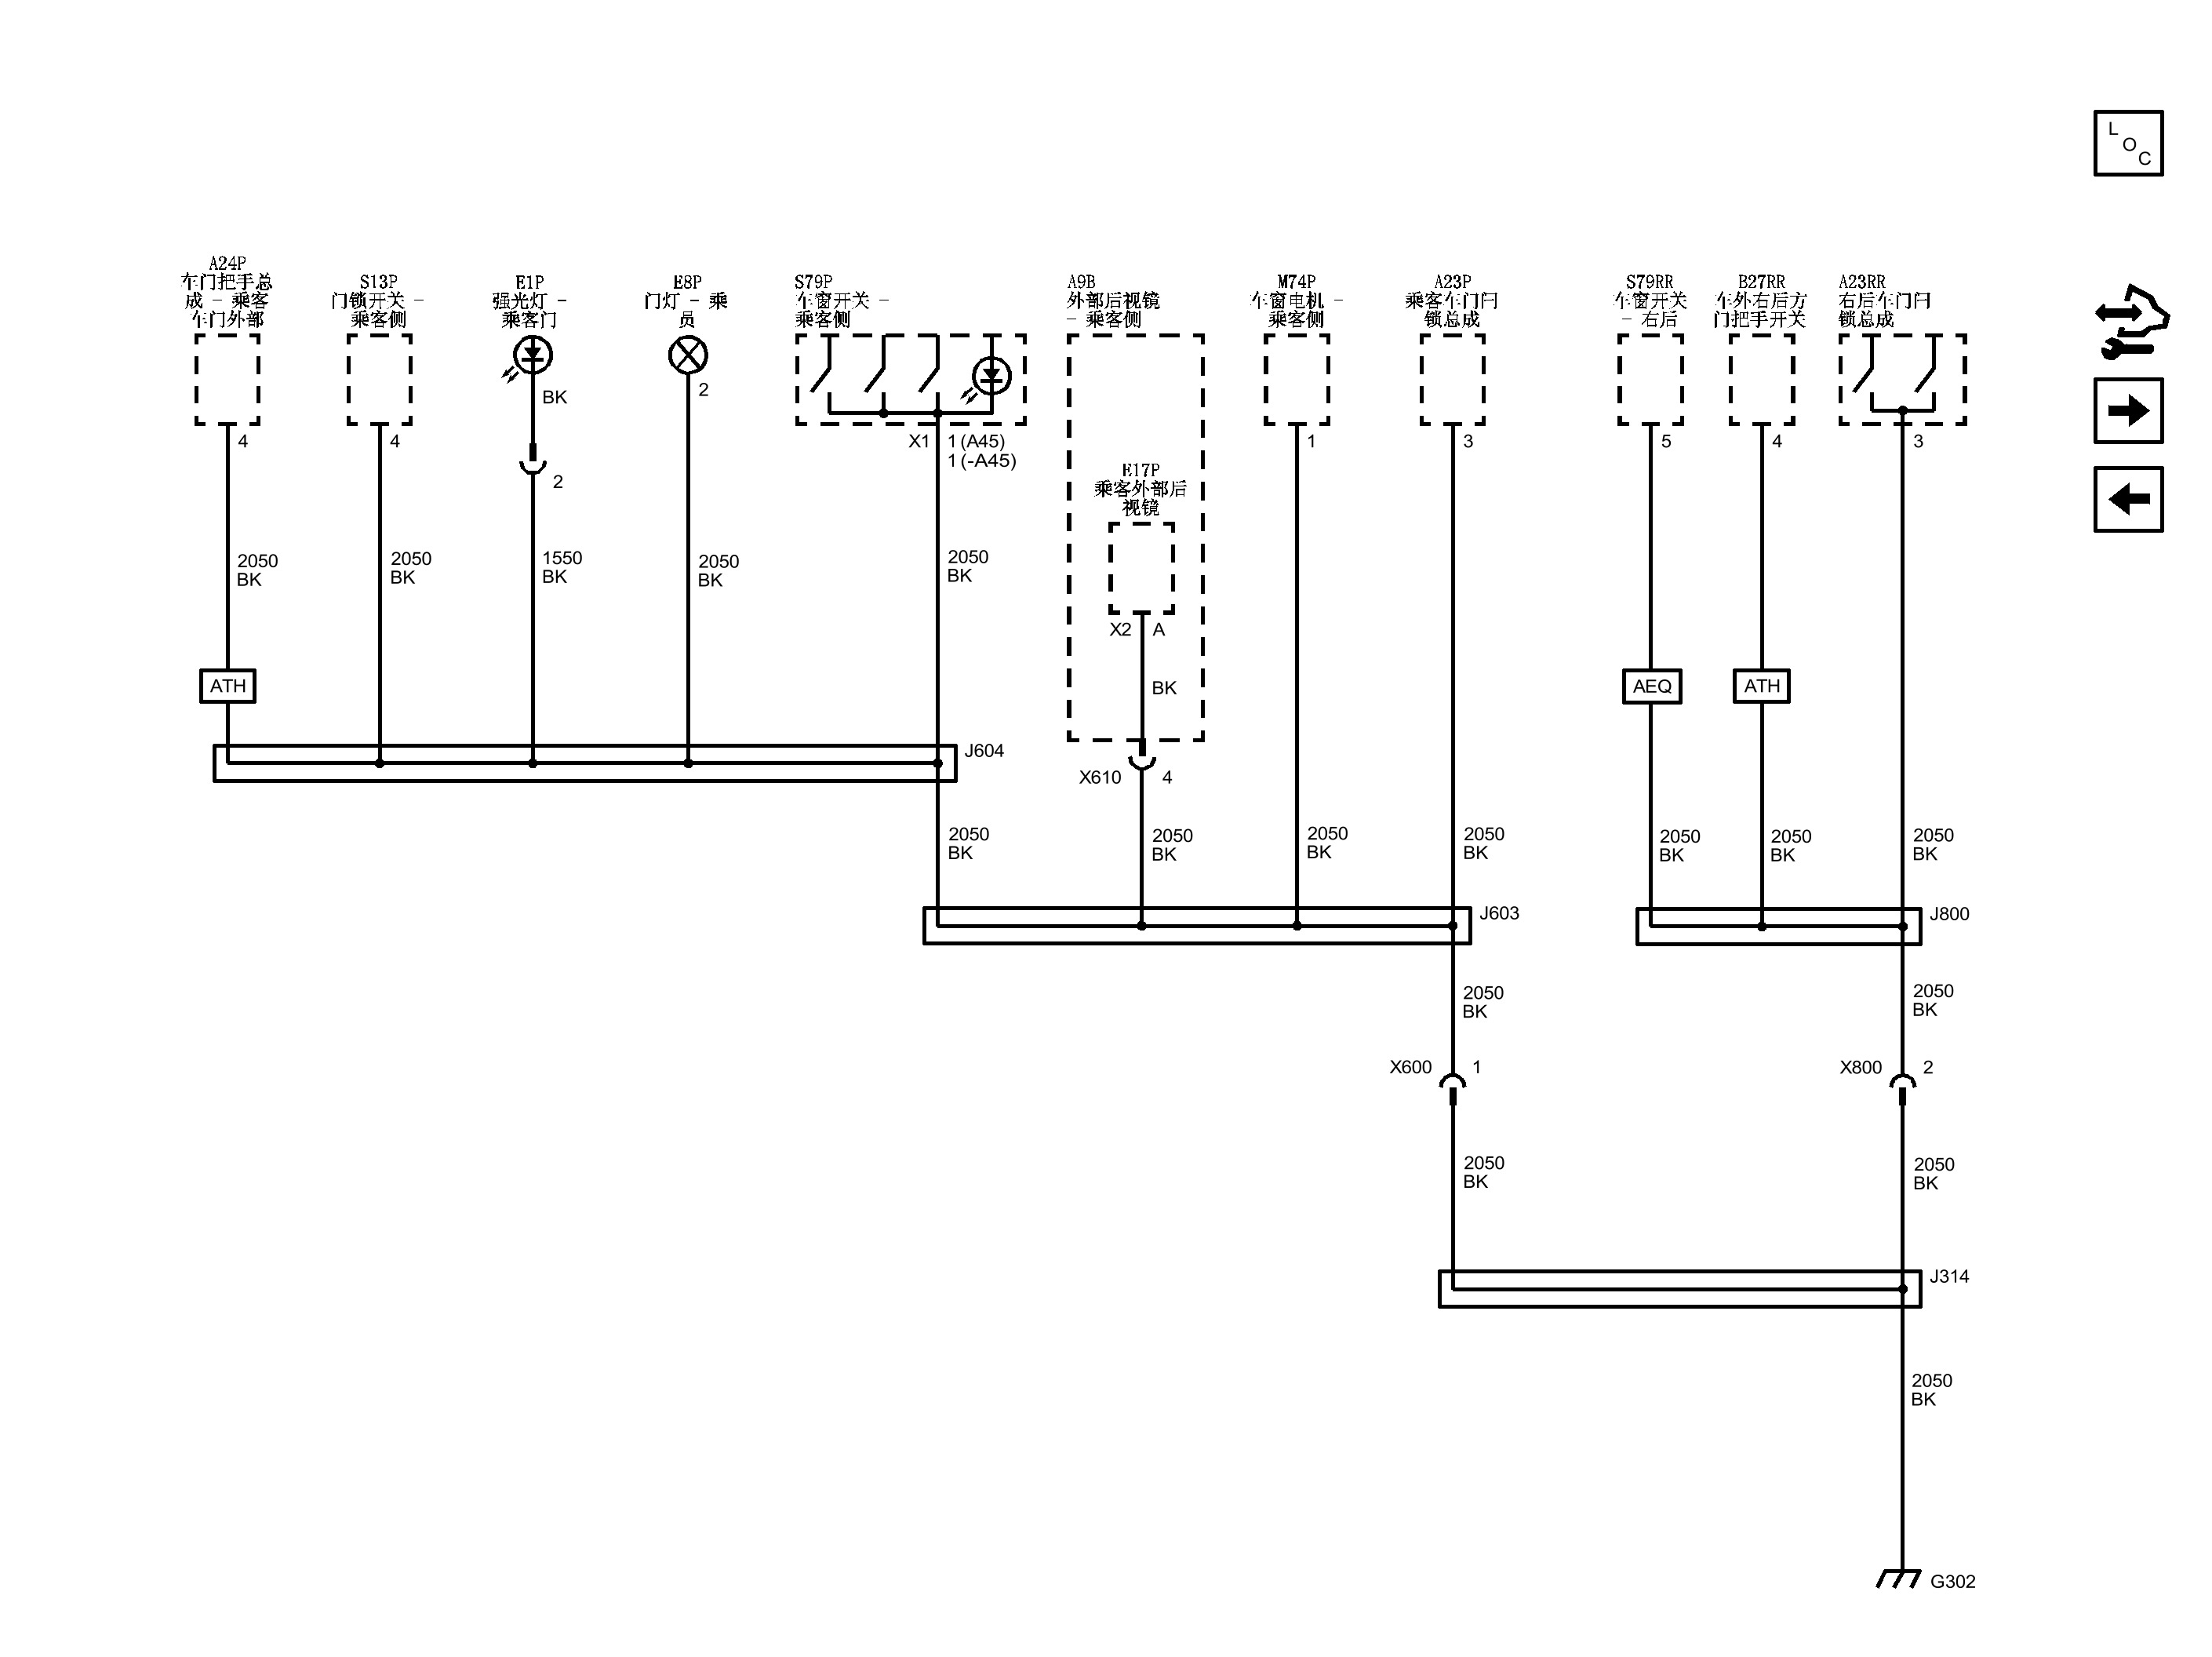 L
O
C
A24P
车门把手总
成 - 乘客
车门外部
S13P
门锁开关 -
乘客侧
E1P
强光灯 -
乘客门
E8P
门灯 - 乘
员
S79P
车窗开关 -
乘客侧
A9B
外部后视镜
- 乘客侧
M74P
车窗电机 -
乘客侧
A23P
乘客车门闩
锁总成
S79RR
车窗开关
- 右后
B27RR
车外右后方
门把手开关
A23RR
右后车门闩
锁总成
BK
2
4
4
X1 1 (A45)
1 (-A45)
1
3
5
4
3
2
E17P
乘客外部后
视镜
2050
BK
2050
BK
1550
BK
2050
BK
2050
BK
X2 A
BK
ATH
AEQ
ATH
J604
X610 4
2050
BK
2050
BK
2050
BK
2050
BK
2050
BK
2050
BK
2050
BK
J603
J800
2050
BK
2050
BK
X600 1
X800 2
2050
BK
2050
BK
J314
2050
BK
G302